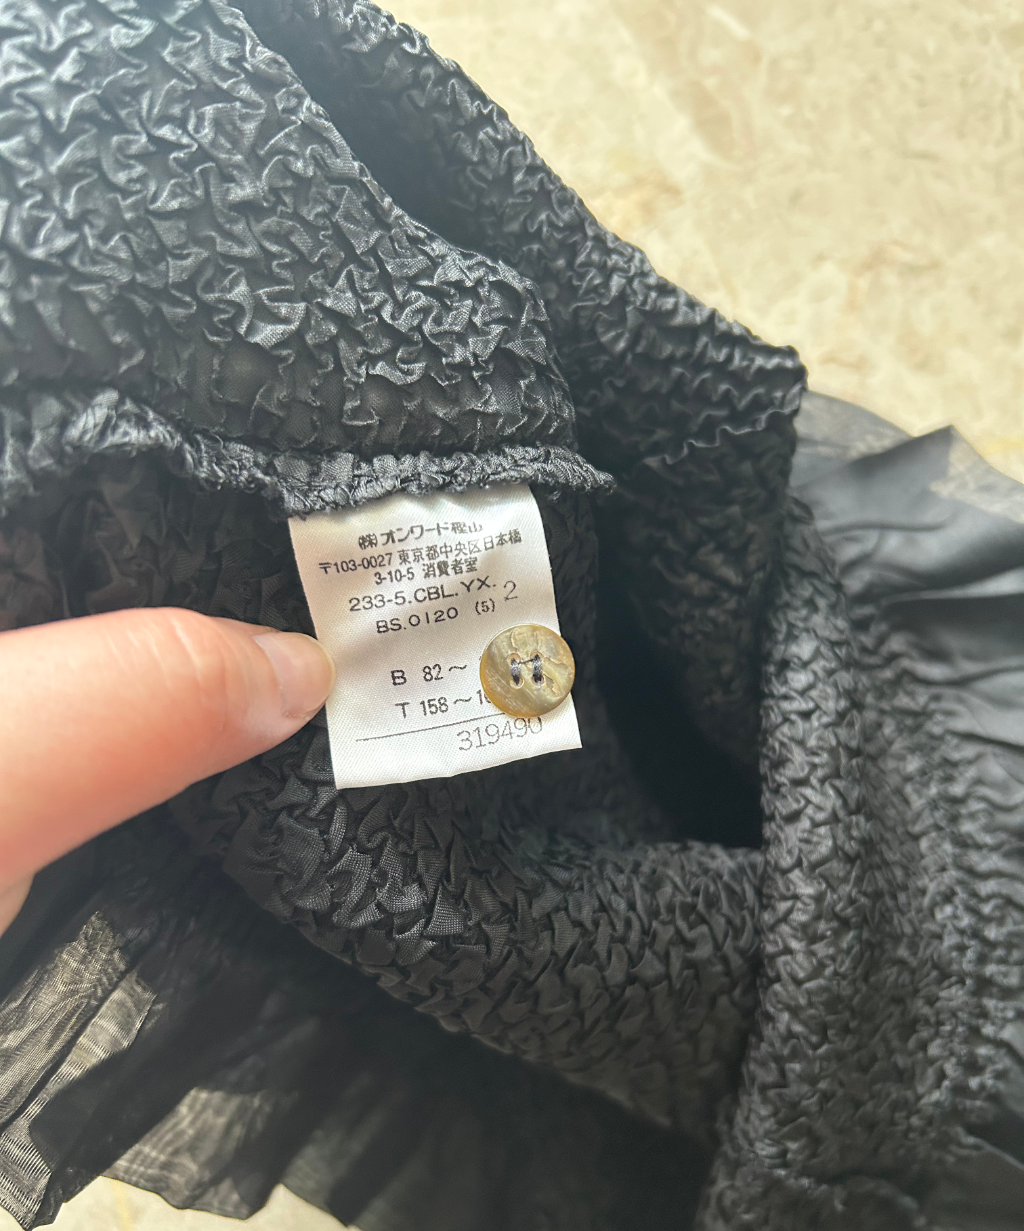 ㈱オンワード樫山
〒103-0027 東京都中央区日本橋
3-10-5 消費者室
233-5.CBL.YX. 2
BS.0120 (5)
B 82～
T 158～1
319490